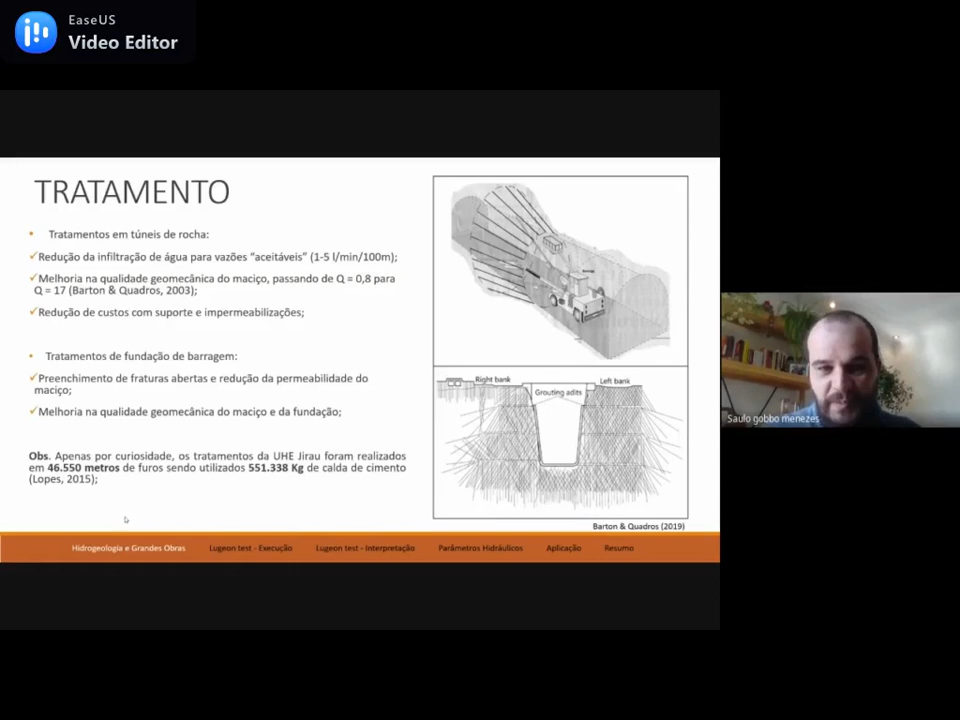 EaseUS
Video Editor
TRATAMENTO
• Tratamentos em túneis de rocha:
✓Redução da infiltração de água para vazões “aceitáveis” (1-5 l/min/100m);
✓Melhoria na qualidade geomecânica do maciço, passando de Q = 0,8 para
Q = 17 (Barton & Quadros, 2003);
✓Redução de custos com suporte e impermeabilizações;
• Tratamentos de fundação de barragem:
✓Preenchimento de fraturas abertas e redução da permeabilidade do
maciço;
✓Melhoria na qualidade geomecânica do maciço e da fundação;
Obs. Apenas por curiosidade, os tratamentos da UHE Jirau foram realizados
em 46.550 metros de furos sendo utilizados 551.338 Kg de calda de cimento
(Lopes, 2015);
Right bank
Grouting adits
Left bank
Barton & Quadros (2019)
Hidrogeologia e Grandes Obras
Lugeon test - Execução
Lugeon test - Interpretação
Parâmetros Hidráulicos
Aplicação
Resumo
Saulo gobbo menezes